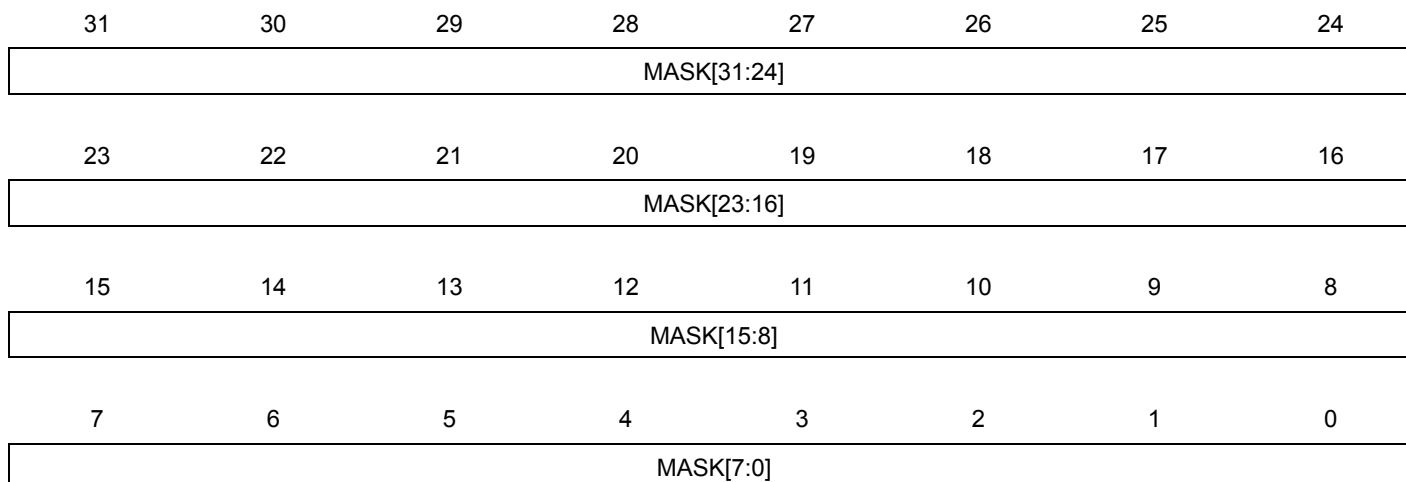 31 30 29 28 27 26 25 24
MASK[31:24]
23 22 21 20 19 18 17 16
MASK[23:16]
15 14 13 12 11 10 9 8
MASK[15:8]
7 6 5 4 3 2 1 0
MASK[7:0]